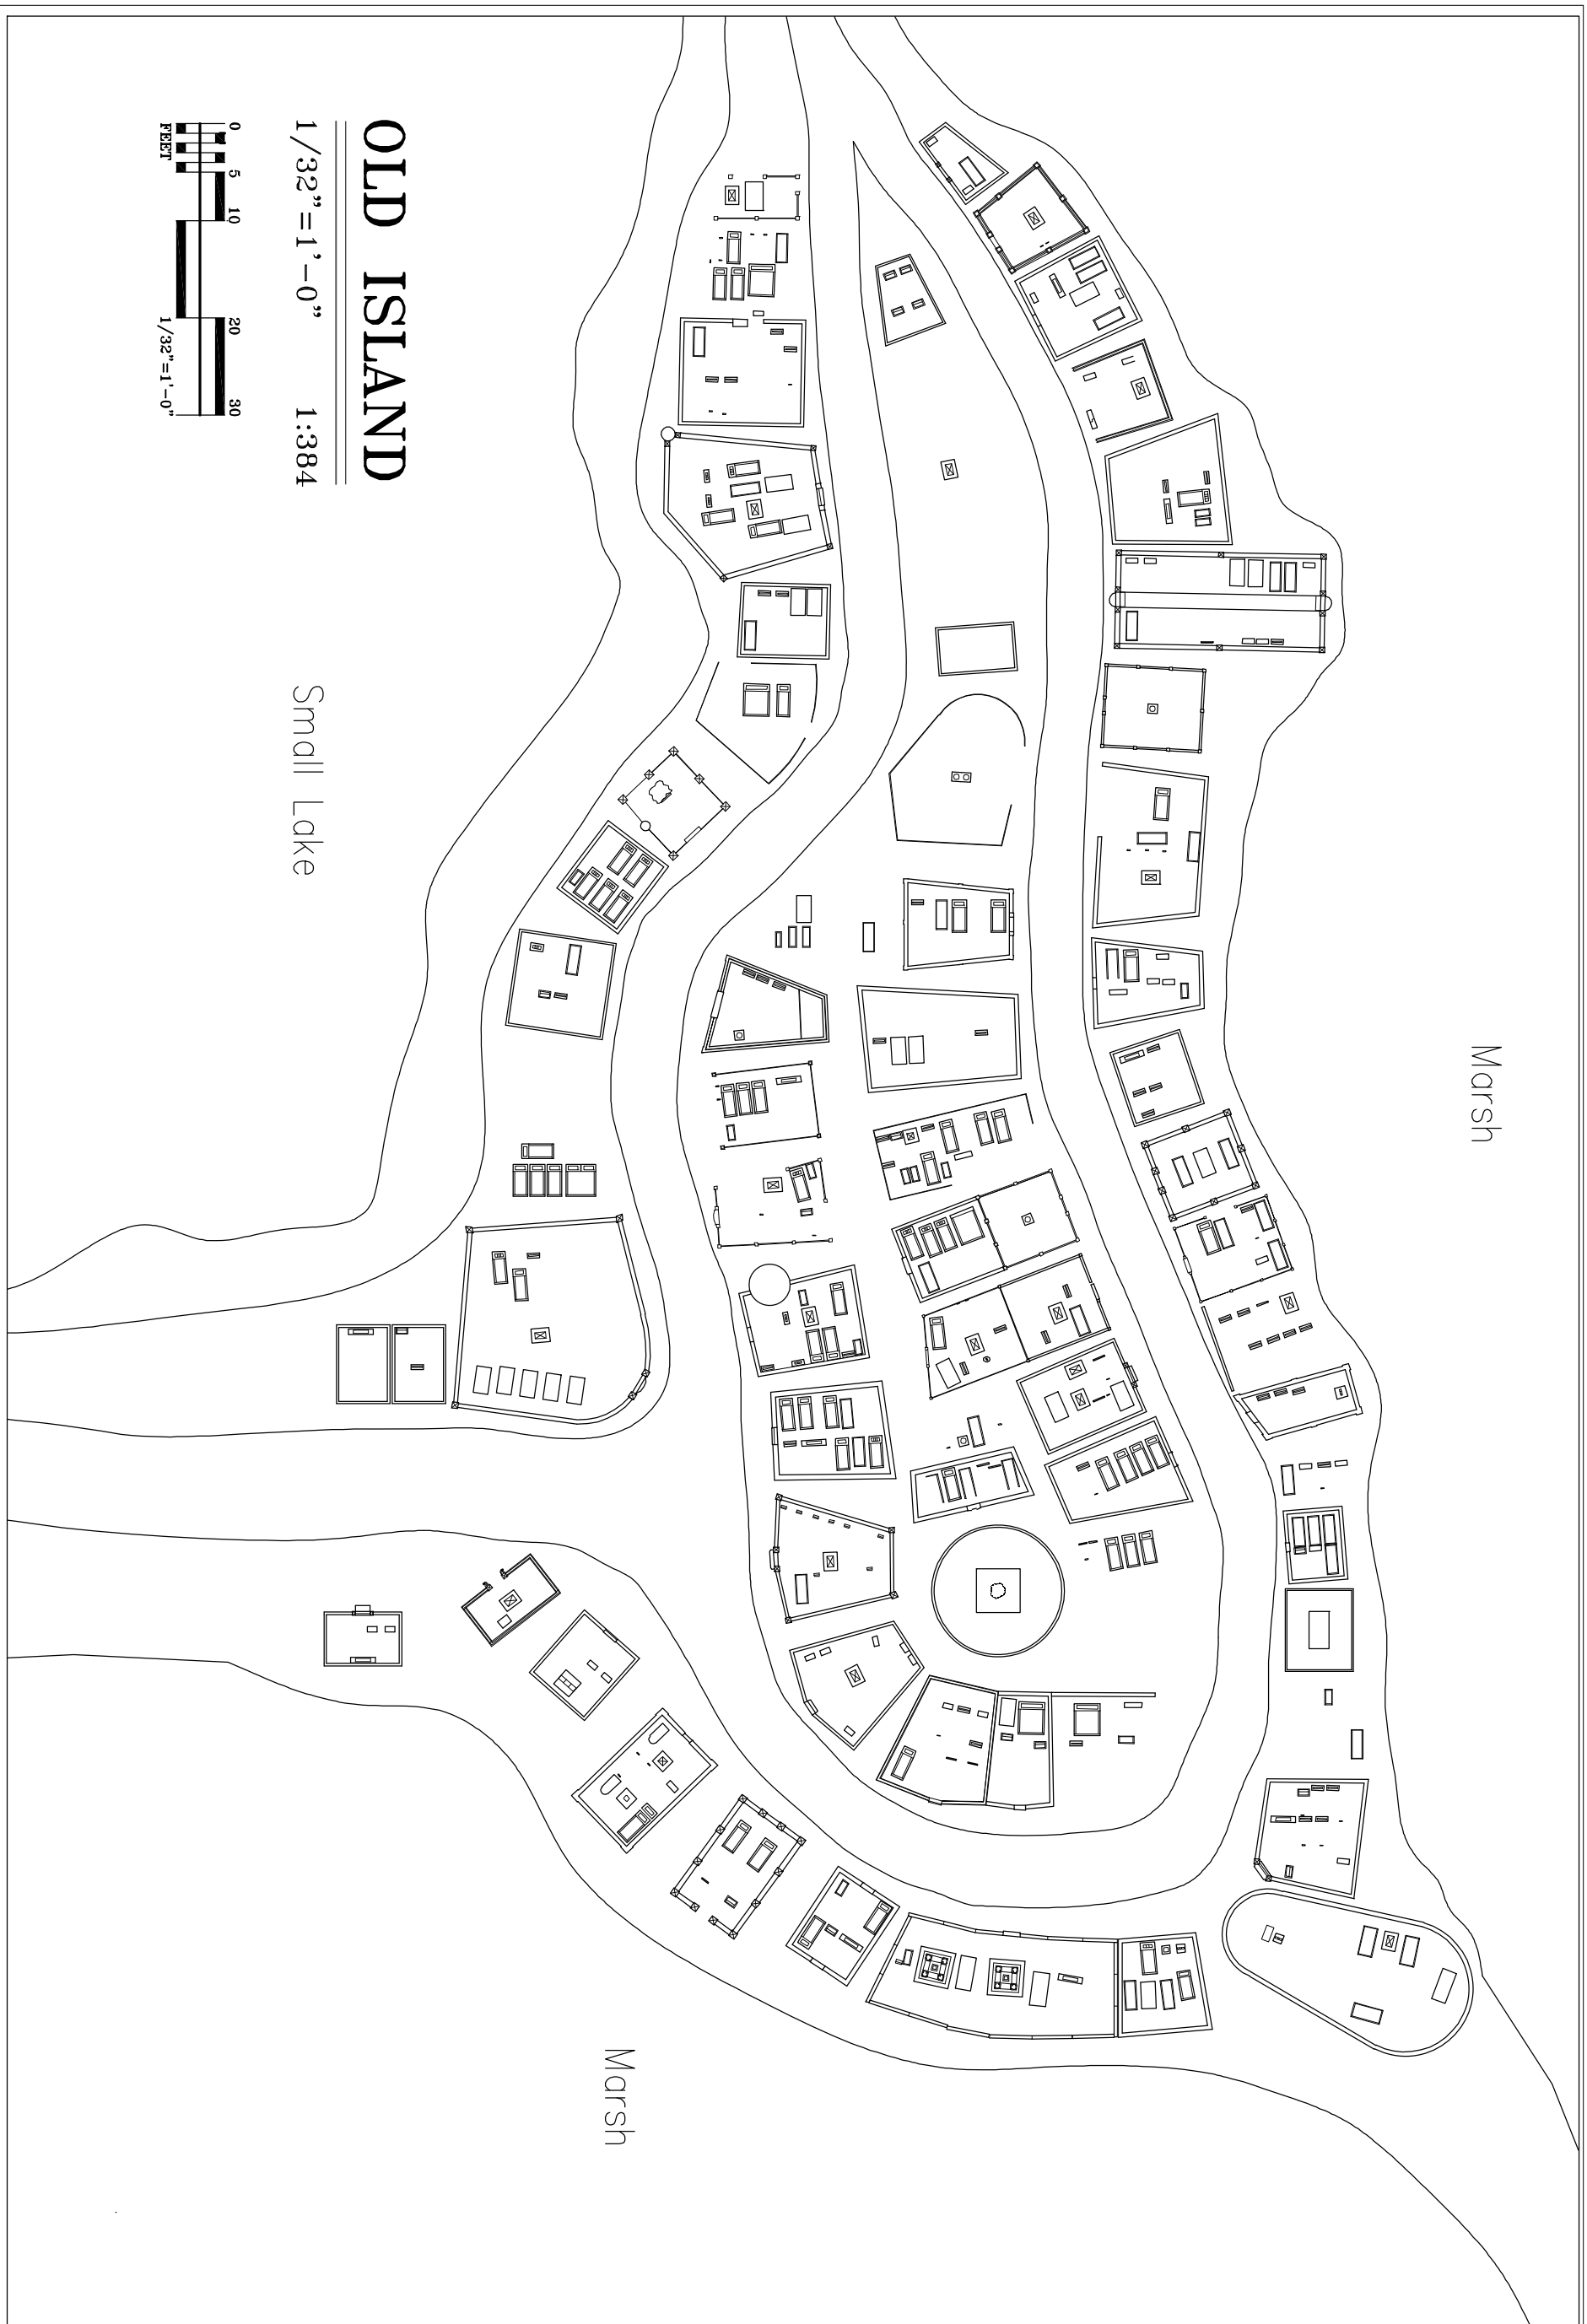 OLD ISLAND
1/32"=1'-0" 1:384
0 5 10 20 30
FEET 1/32"=1'-0"
Small Lake
Marsh
Marsh